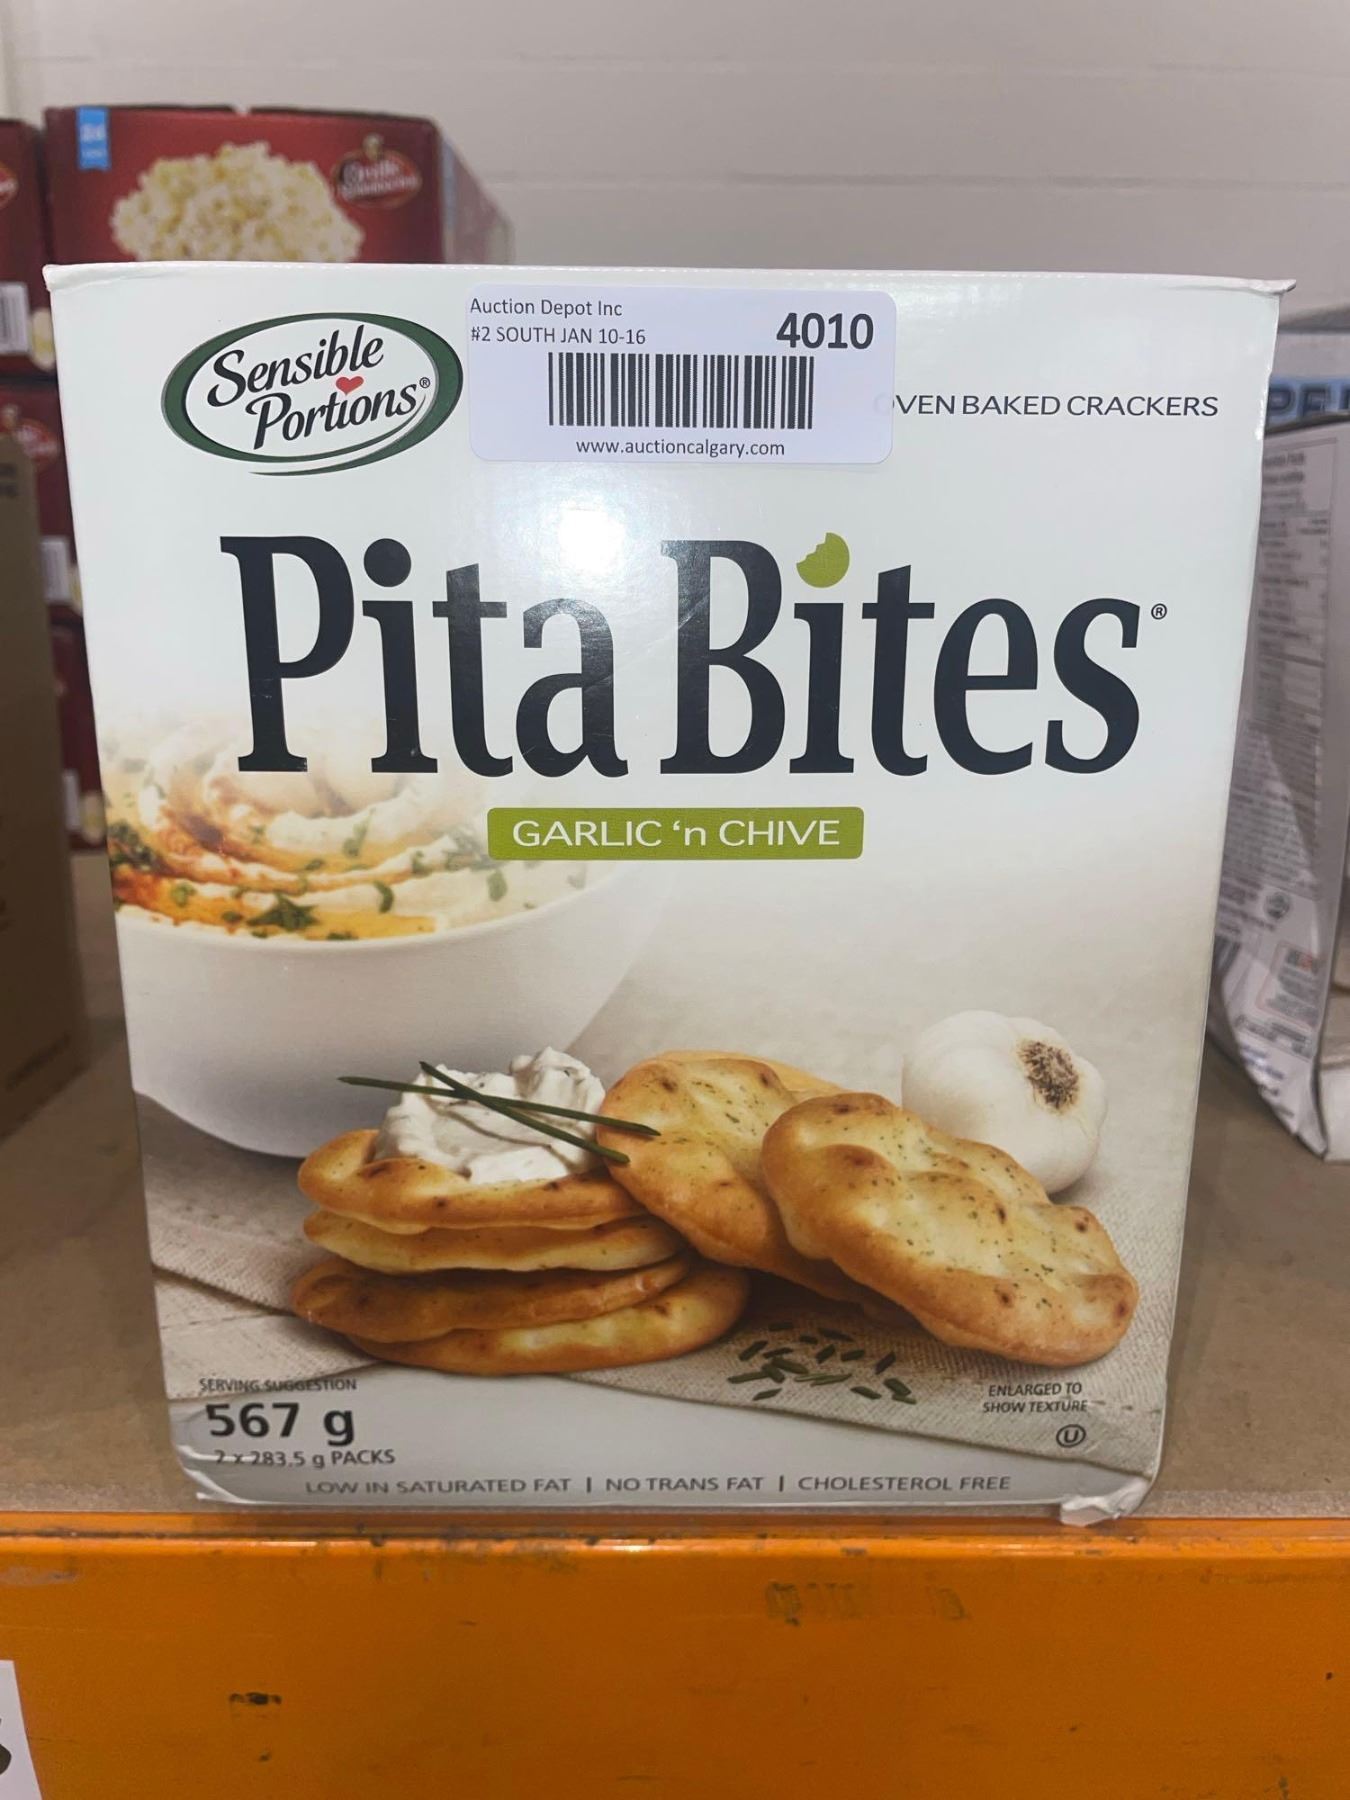 Sensible
Portions®
Auction Depot Inc
#2 SOUTH JAN 10-16
4010
www.auctioncalgary.com
VEN BAKED CRACKERS
Pita Bites®
GARLIC ‘n CHIVE
SERVING SUGGESTION
567 g
2 x 283.5 g PACKS
ENLARGED TO
SHOW TEXTURE
U
LOW IN SATURATED FAT | NO TRANS FAT | CHOLESTEROL FREE